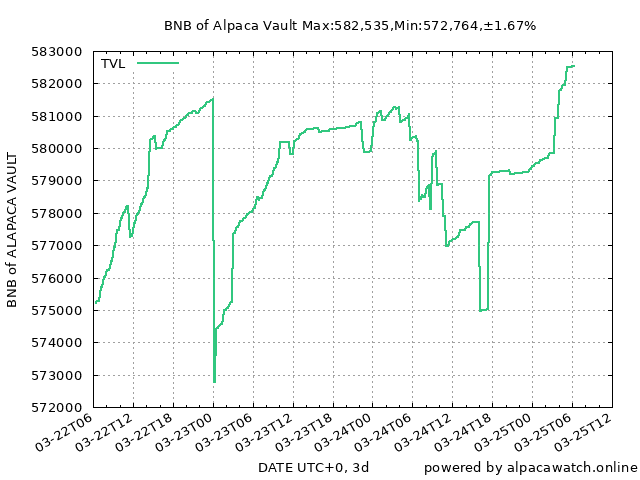 BNB of Alpaca Vault Max:582,535,Min:572,764,±1.67%
TVL
BNB of ALAPACA VAULT
583000
582000
581000
580000
579000
578000
577000
576000
575000
574000
573000
572000
03-22T06
03-22T12
03-22T18
03-23T00
03-23T06
03-23T12
03-23T18
03-24T00
03-24T06
03-24T12
03-24T18
03-25T00
03-25T06
03-25T12
DATE UTC+0, 3d
powered by alpacawatch.online